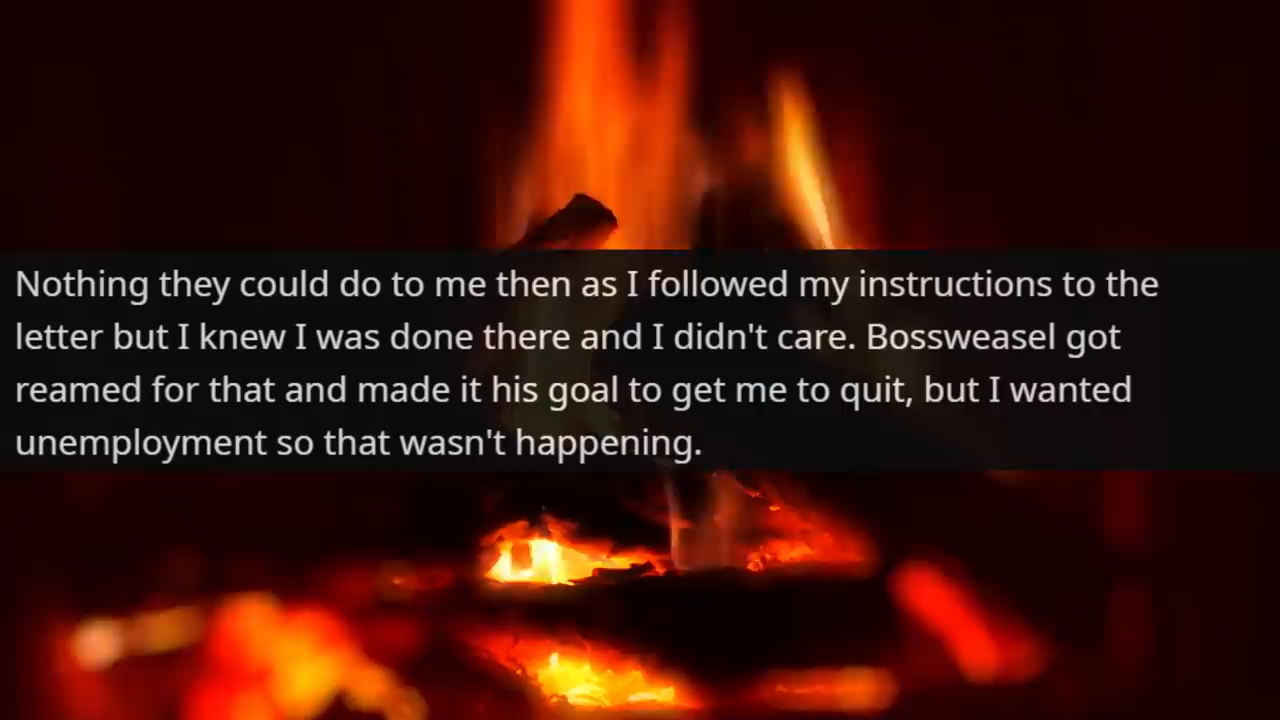 Nothing they could do to me then as I followed my instructions to the
letter but I knew I was done there and I didn't care. Bossweasel got
reamed for that and made it his goal to get me to quit, but I wanted
unemployment so that wasn't happening.